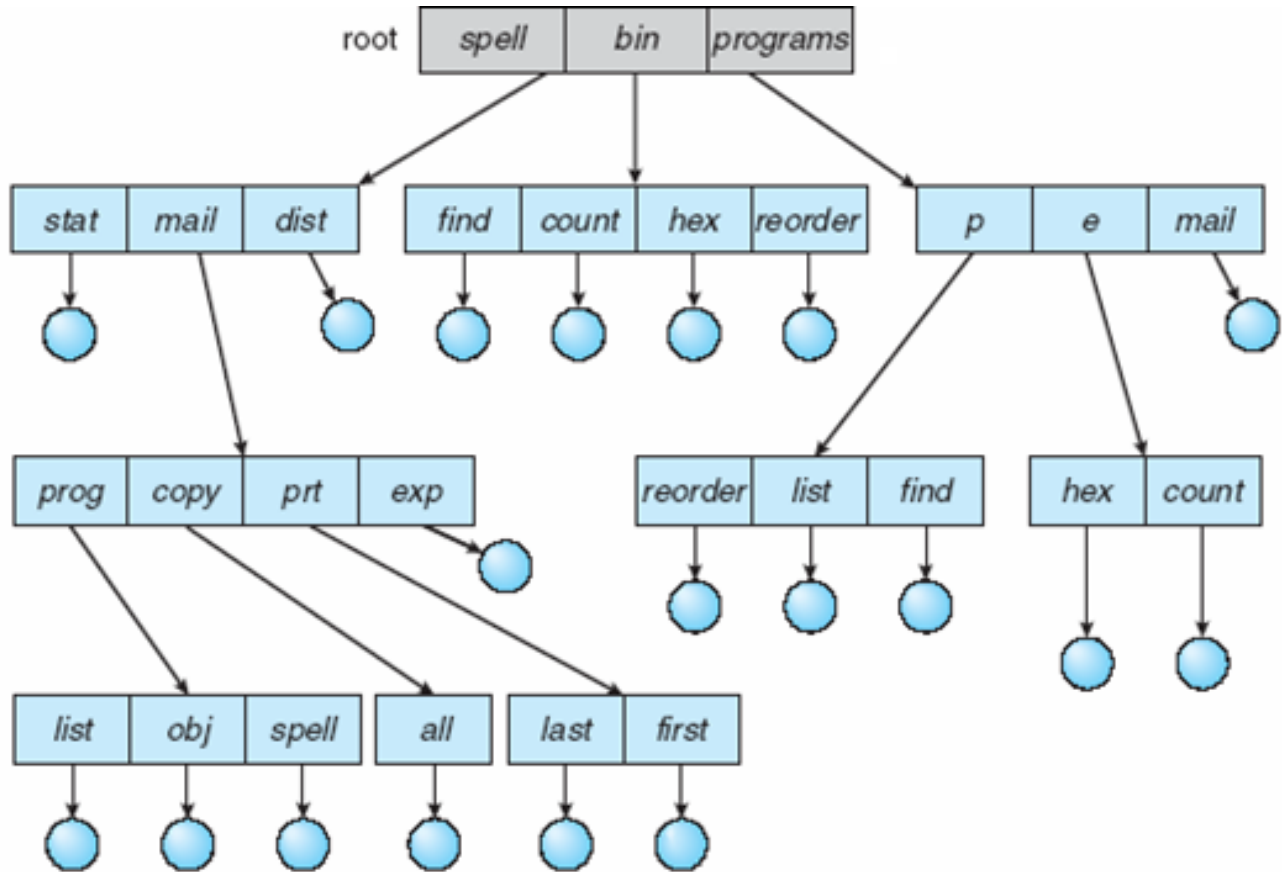 root spell bin programs
stat mail dist find count hex reorder p e mail
prog copy prt exp reorder list find hex count
list obj spell all last first